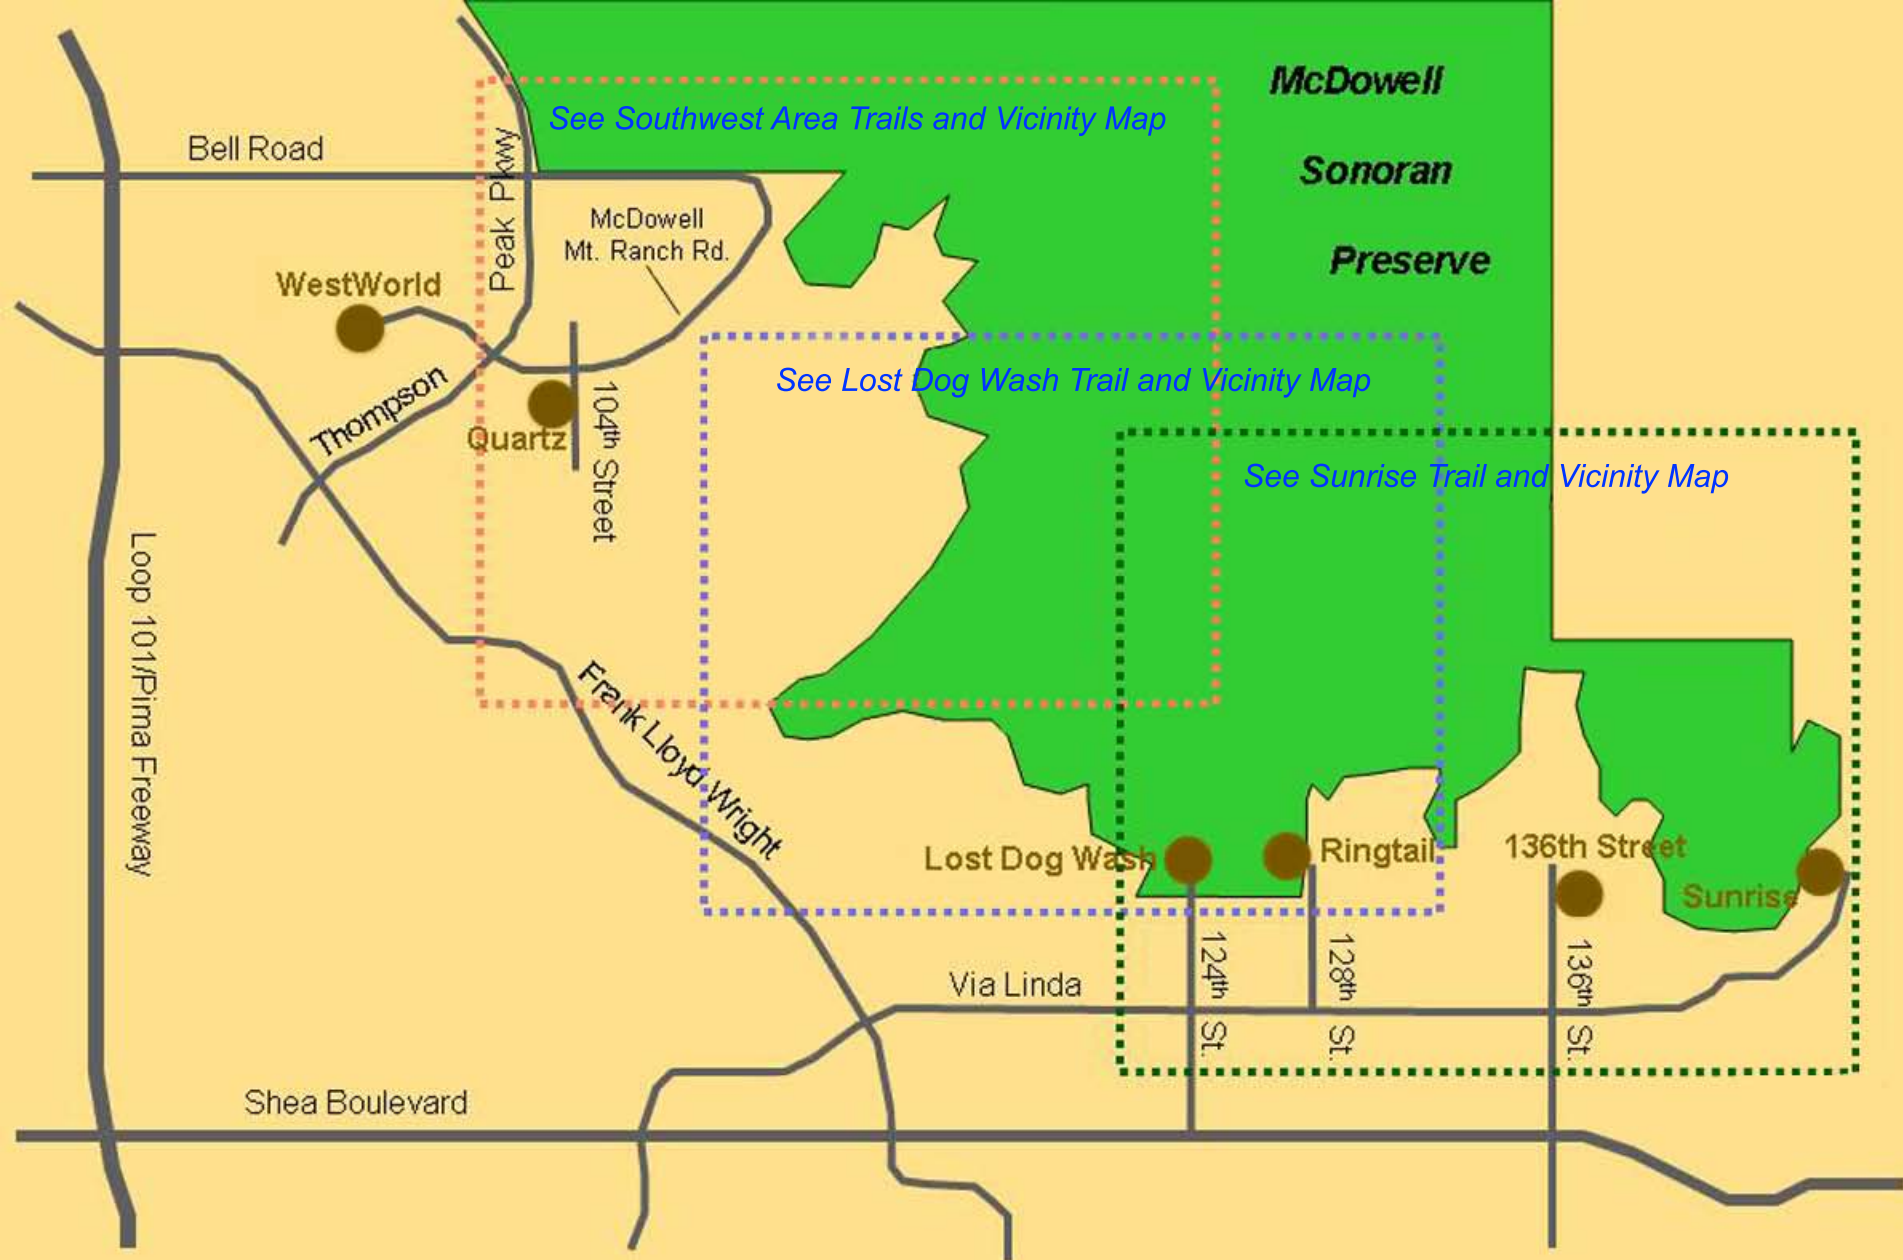 McDowell
See Southwest Area Trails and Vicinity Map
Bell Road
Peak Pkwy
Sonoran
McDowell
Mt. Ranch Rd.
Preserve
WestWorld
See Lost Dog Wash Trail and Vicinity Map
Thompson
Quartz
104th Street
See Sunrise Trail and Vicinity Map
Loop 101/Pima Freeway
Frank Lloyd Wright
Lost Dog Wash
Ringtail
136th Street
Sunrise
124th St.
128th St.
136th St.
Via Linda
Shea Boulevard